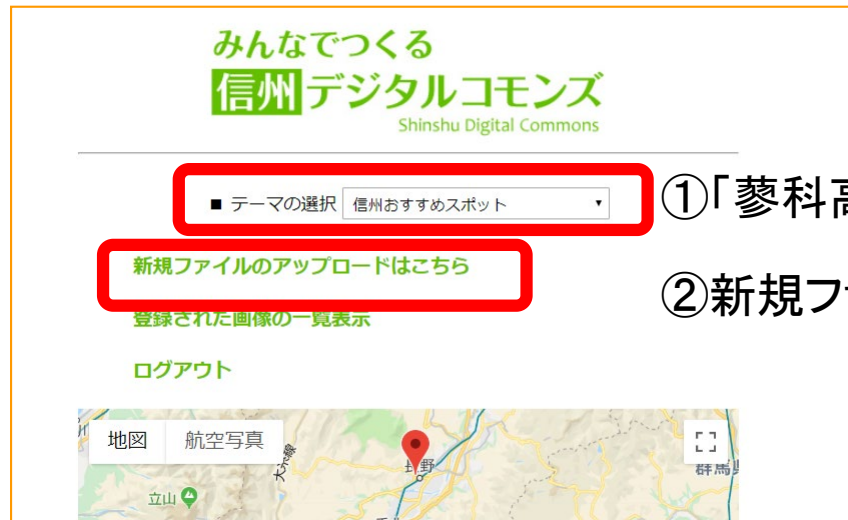 みんなでつくる
信州デジタルコモンズ
Shinshu Digital Commons
■ テーマの選択 信州おすすめスポット
①「蓼科高
新規ファイルのアップロードはこちら
②新規フ
登録された画像の一覧表示
ログアウト
地図 航空写真
長野
群馬県
立山